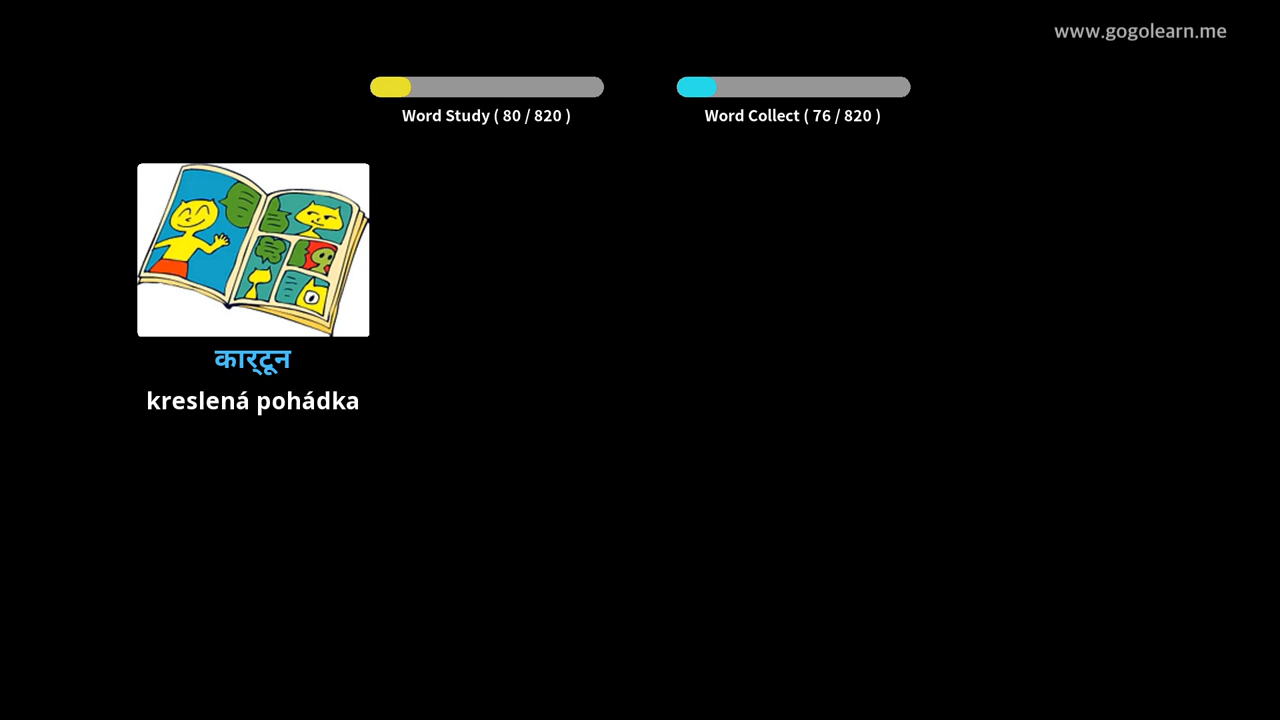 www.gogolearn.me
Word Study ( 80 / 820 )
Word Collect ( 76 / 820 )
कार्‍टून
kreslená pohádka